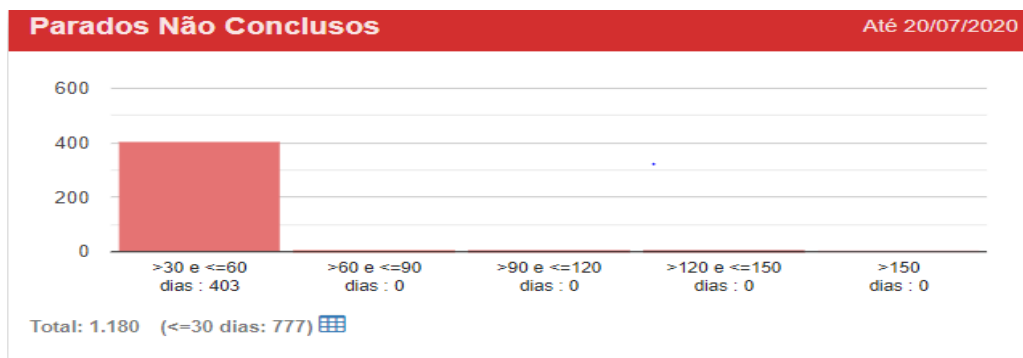 Parados Não Conclusos
Até 20/07/2020
600
400
200
0
>30 e <=60
dias : 403
>60 e <=90
dias : 0
>90 e <=120
dias : 0
>120 e <=150
dias : 0
>150
dias : 0
Total: 1.180 (<=30 dias: 777)